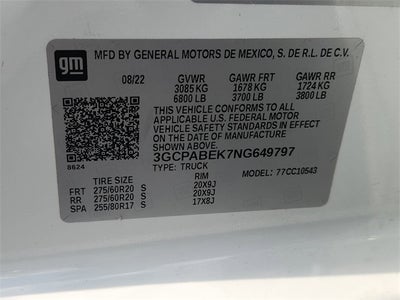 gm
MFD BY GENERAL MOTORS DE MEXICO, S. DE R.L. DE C.V.
08/22 GVWR GAWR FRT GAWR RR
3085 KG 1678 KG 1724 KG
6800 LB 3700 LB 3800 LB
THIS VEHICLE CONFORMS TO ALL
APPLICABLE U.S. FEDERAL MOTOR
VEHICLE SAFETY STANDARDS IN EFFECT
ON THE DATE OF MANUFACTURE
SHOWN ABOVE.
3GCPABEK7NG649797
8624 TYPE: TRUCK
TIRE SIZE RIM 77CC10543
FRT 275/60R20 S 20X9J
RR 275/60R20 S 20X9J
SPA 255/80R17 S 17X8J